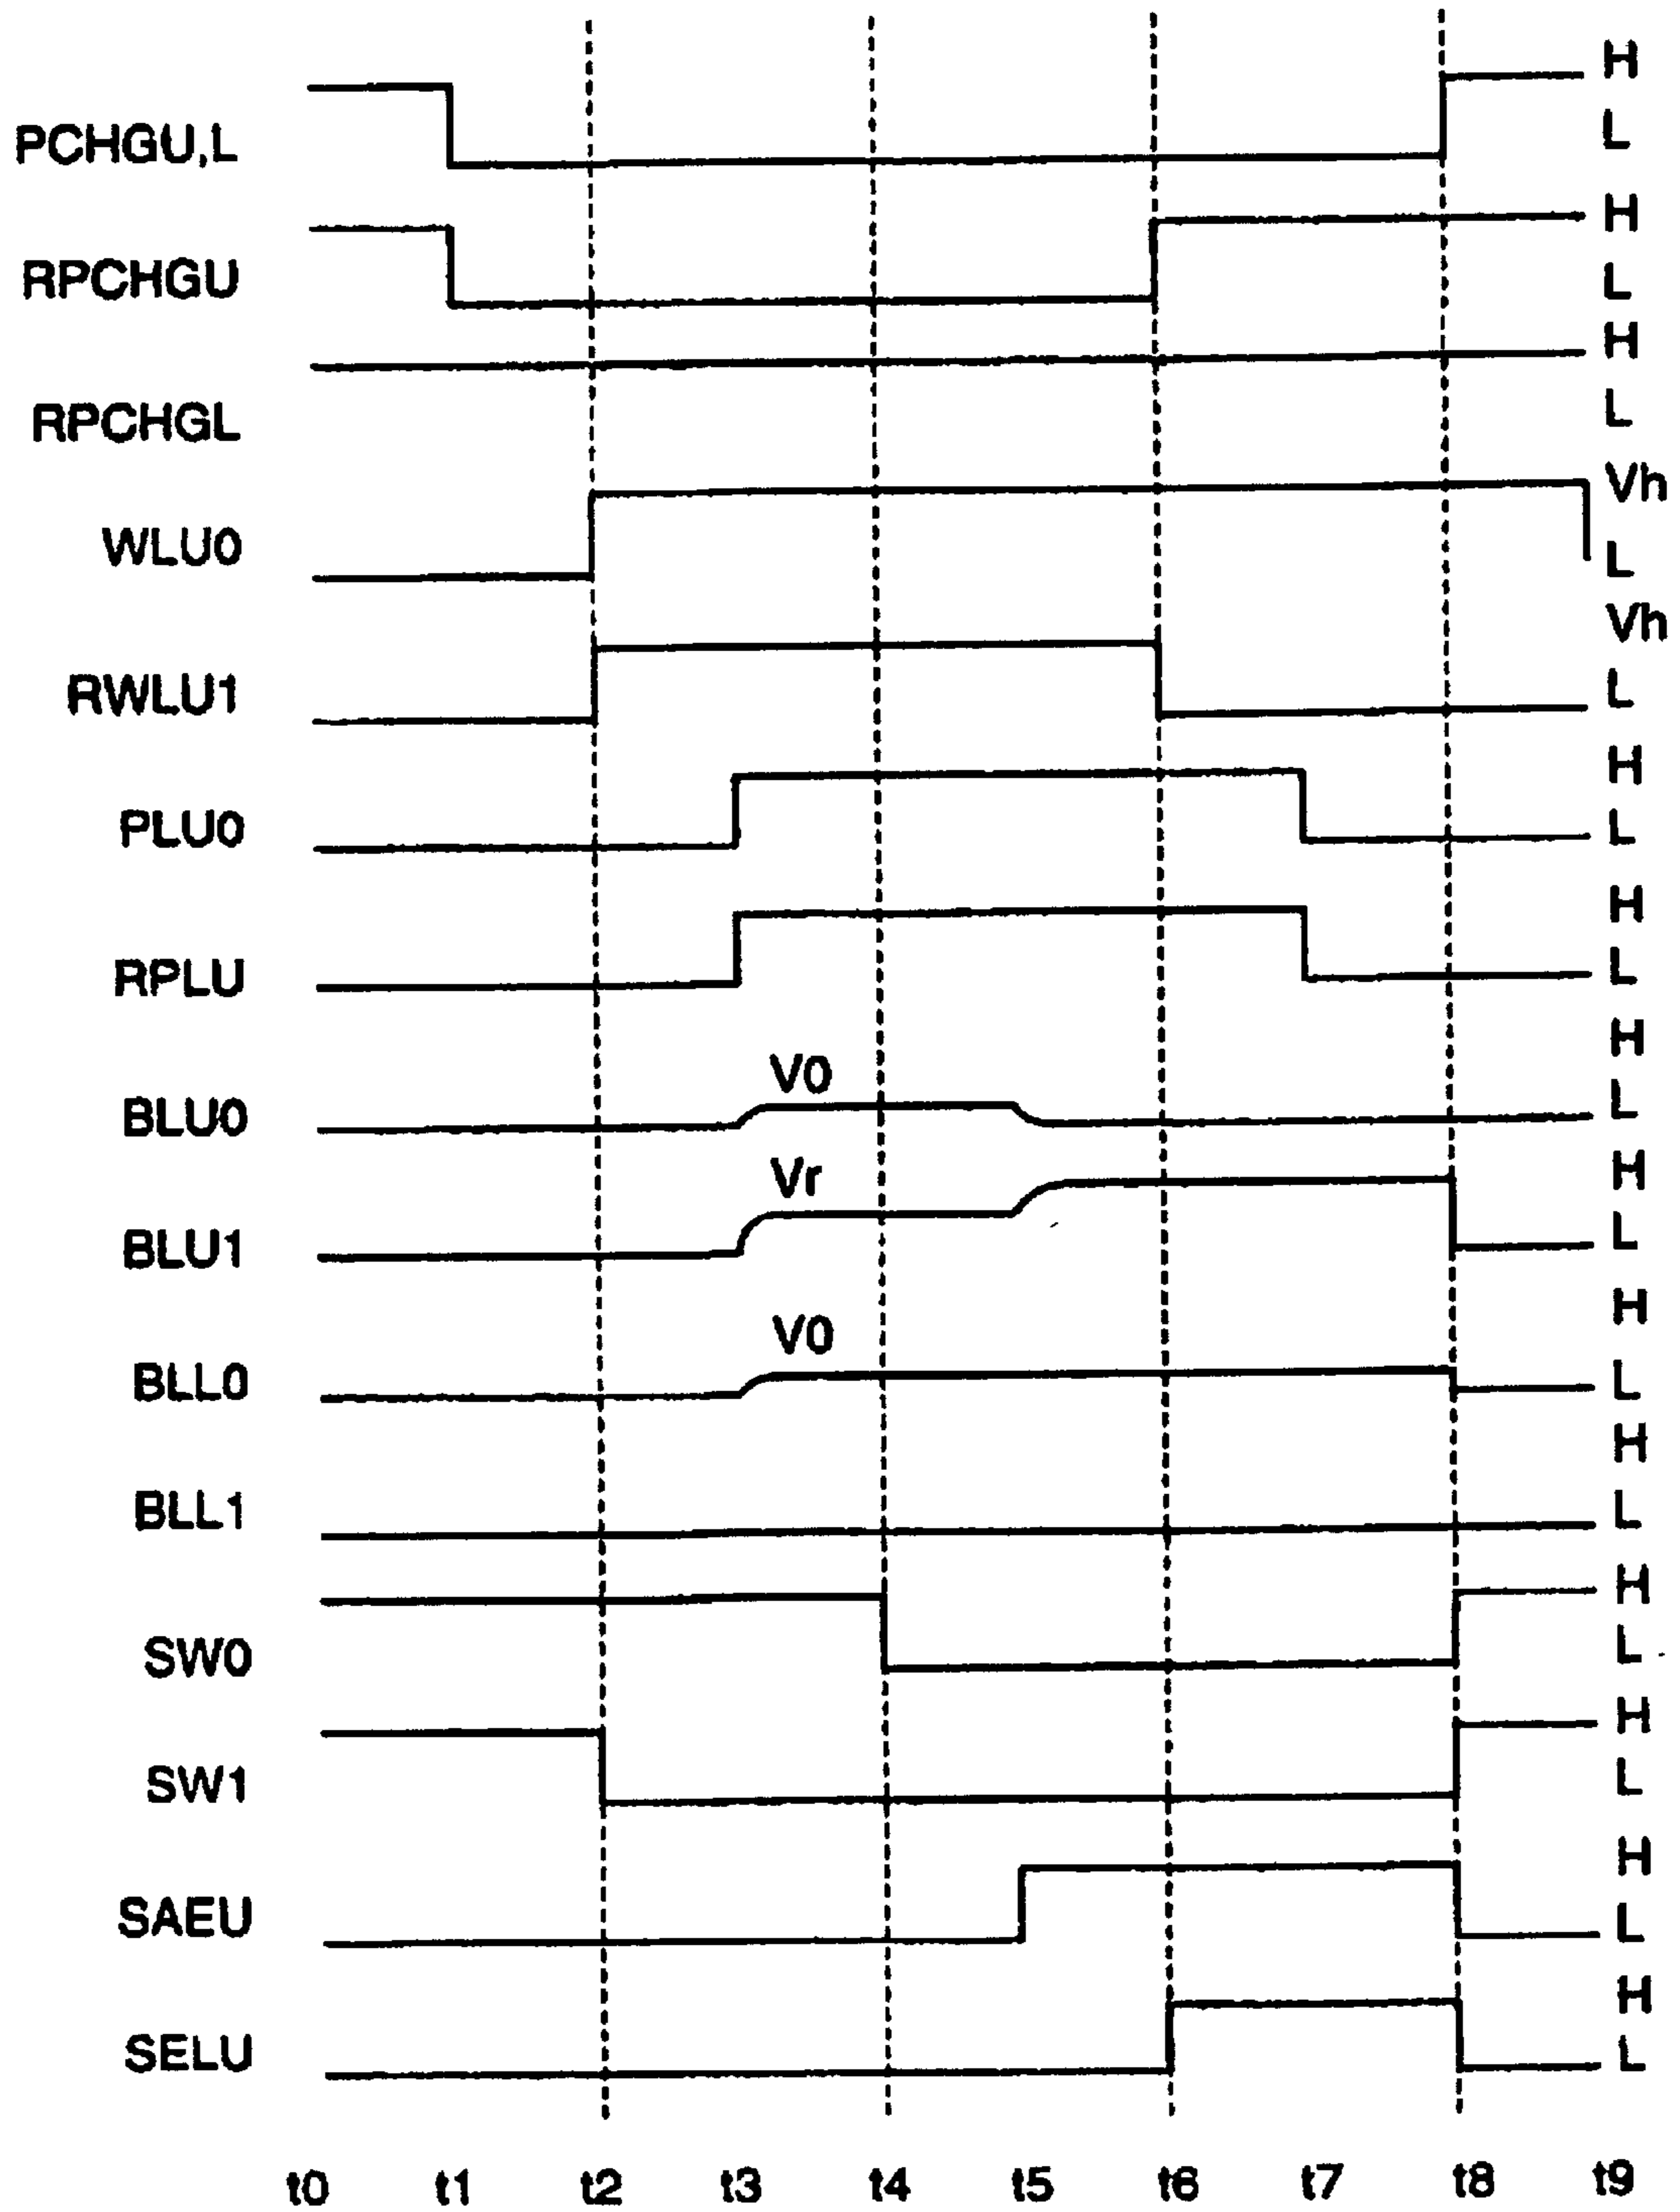 H
PCHGU,L L
H
RPCHGU L
H
RPCHGL L
Vh
WLU0 L
Vh
RWLU1 L
H
PLU0 L
H
RPLU L
H
V0
BLU0 L
Vr H
BLU1 L
H
V0
BLL0 L
H
BLL1 L
H
SW0 L
H
SW1 L
H
SAEU L
H
SELU L
t0 t1 t2 t3 t4 t5 t6 t7 t8 t9